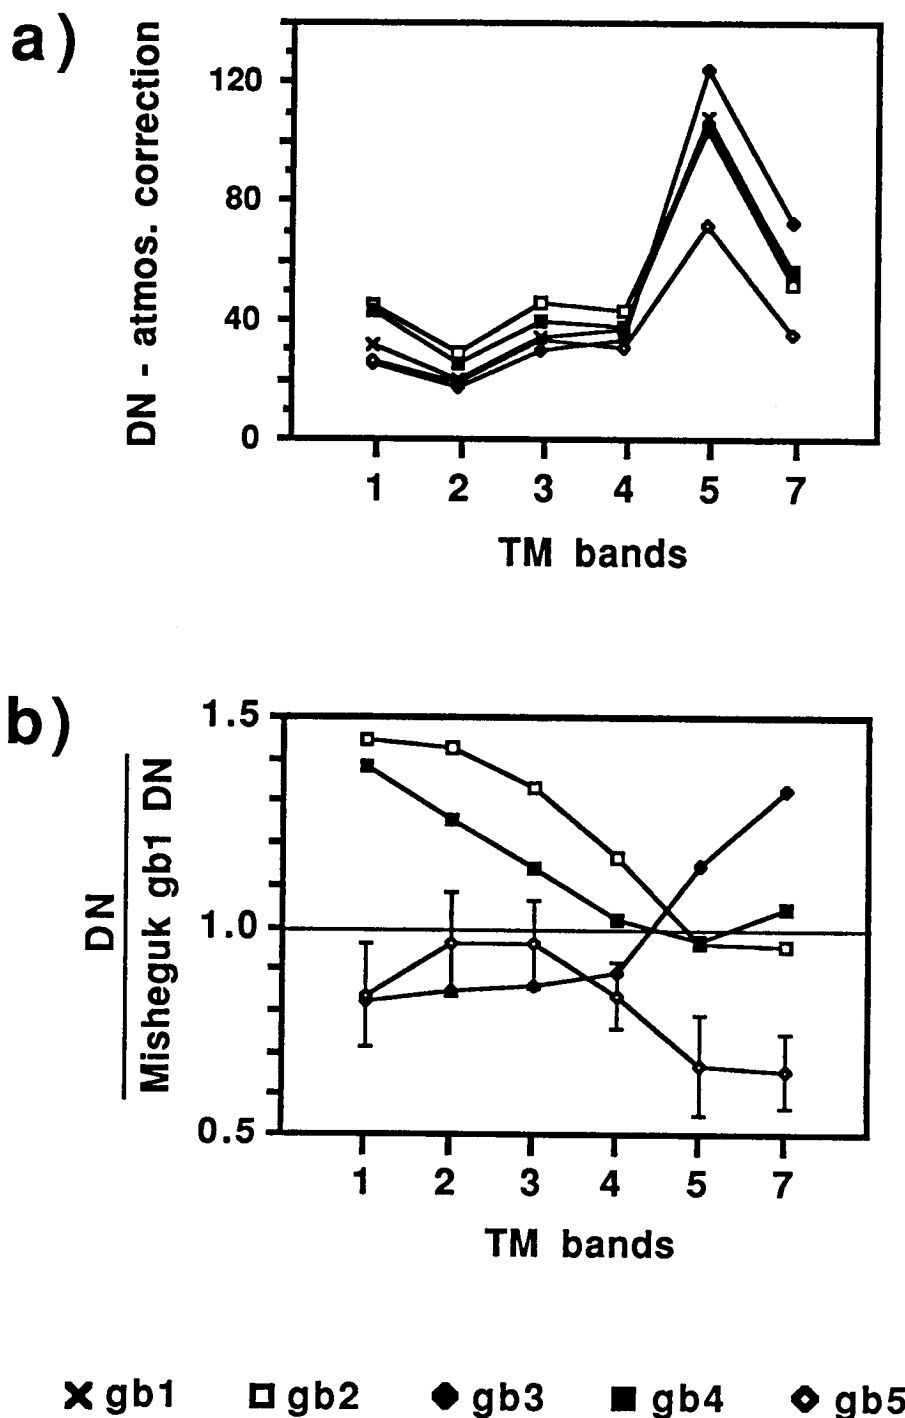 a)
DN - atmos. correction
120
80
40
0
1 2 3 4 5 7
TM bands
b)
DN
Misheguk gb1 DN
1.5
1.0
0.5
1 2 3 4 5 7
TM bands
gb1 gb2 gb3 gb4 gb5